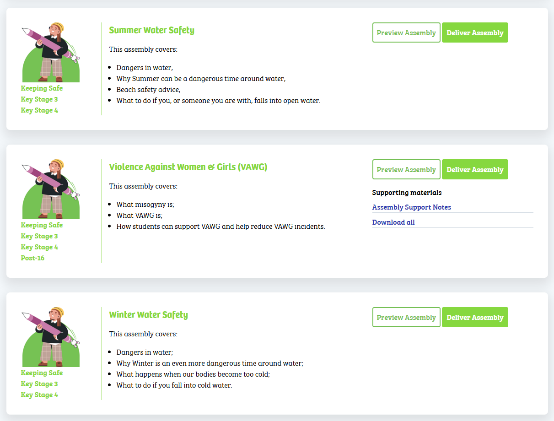 Summer Water Safety
Preview Assembly
Deliver Assembly
This assembly covers:
Dangers in water,
Why Summer can be a dangerous time around water,
Beach safety advice,
What to do if you, or someone you are with, falls into open water.
Keeping Safe
Key Stage 3
Key Stage 4
Violence Against Women & Girls (VAWG)
Preview Assembly
Deliver Assembly
This assembly covers:
What misogyny is,
What VAWG is;
How students can support VAWG and help reduce VAWG incidents.
Supporting materials
Assembly Support Notes
Download all
Keeping Safe
Key Stage 3
Key Stage 4
Post-16
Winter Water Safety
Preview Assembly
Deliver Assembly
This assembly covers:
Dangers in water;
Why Winter is an even more dangerous time around water;
What happens when our bodies become too cold;
What to do if you fall into cold water.
Keeping Safe
Key Stage 3
Key Stage 4